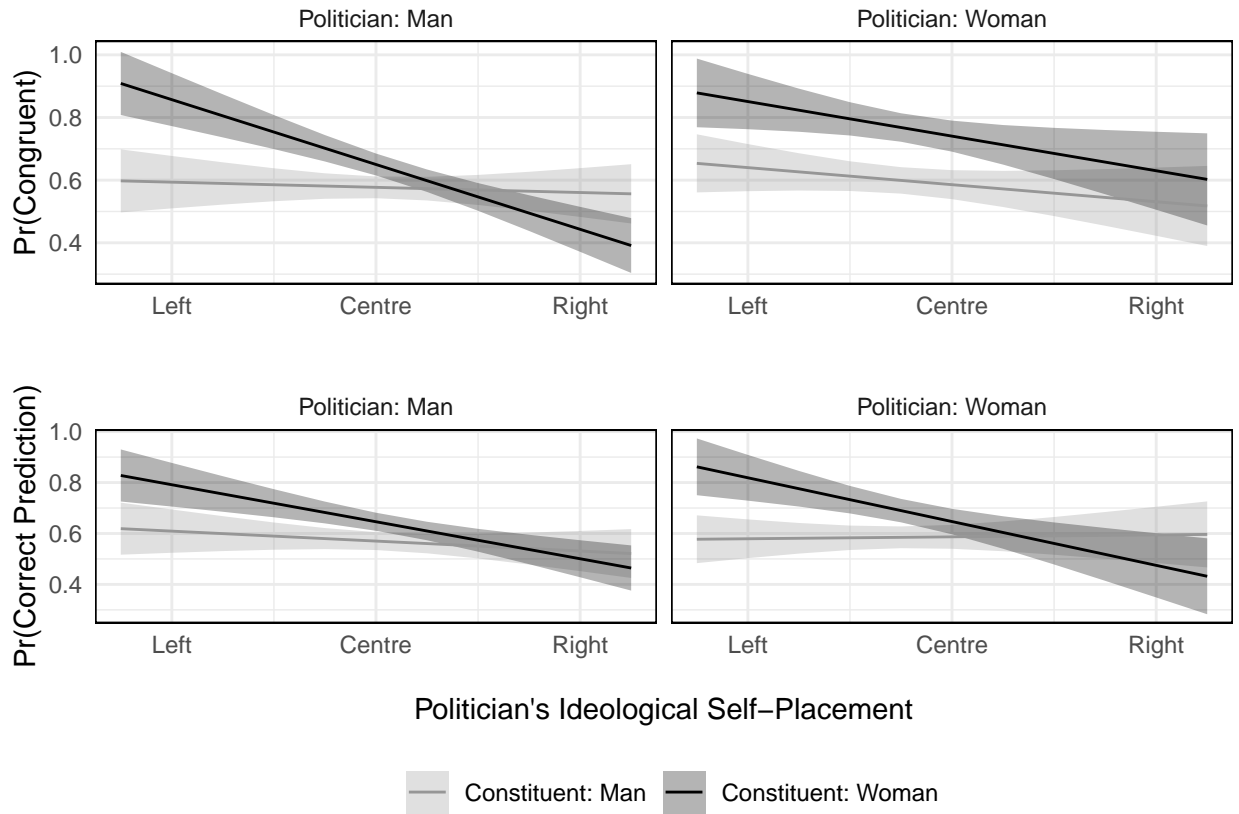 Politician: Man Politician: Woman
Pr(Congruent)
1.0
0.8
0.6
0.4
Left Centre Right Left Centre Right
Politician: Man Politician: Woman
Pr(Correct Prediction)
1.0
0.8
0.6
0.4
Left Centre Right Left Centre Right
Politician's Ideological Self−Placement
Constituent: Man Constituent: Woman